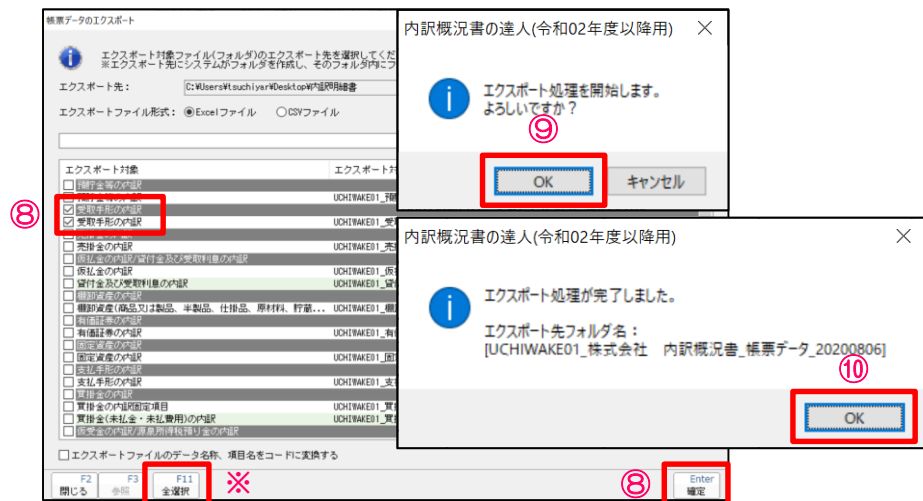 帳票データのエクスポート
エクスポート対象ファイル(フォルダ)のエクスポート先を選択してくだ
※エクスポート先にシステムがフォルダを作成し、そのフォルダ内にフ
エクスポート先：
C:¥Users¥tsuchiyar¥Desktop¥内訳明細書
エクスポートファイル形式：
Excelファイル
CSVファイル
エクスポート対象
エクスポート対
預貯金等の内訳
預貯金等の内訳
UCHIWAKE01_預
⑧
受取手形の内訳
受取手形の内訳
UCHIWAKE01_受
売掛金の内訳
UCHIWAKE01_売
仮払金の内訳/貸付金及び受取利息の内訳
仮払金の内訳
UCHIWAKE01_仮
貸付金及び受取利息の内訳
UCHIWAKE01_貸
棚卸資産の内訳
棚卸資産(商品又は製品、半製品、仕掛品、原材料、貯蔵...
UCHIWAKE01_棚
有価証券の内訳
有価証券の内訳
UCHIWAKE01_有
固定資産の内訳
固定資産の内訳
UCHIWAKE01_固
支払手形の内訳
支払手形の内訳
UCHIWAKE01_支
買掛金の内訳
買掛金の内訳固定項目
UCHIWAKE01_買
買掛金(未払金・未払費用)の内訳
UCHIWAKE01_買
仮受金の内訳/源泉所得税預り金の内訳
エクスポートファイルのデータ名称、項目名をコードに変換する
F2
閉じる
F3
参照
F11
全選択
※
⑧
Enter
確定
内訳概況書の達人(令和02年度以降用)
エクスポート処理を開始します。
よろしいですか？
⑨
OK
キャンセル
内訳概況書の達人(令和02年度以降用)
エクスポート処理が完了しました。
エクスポート先フォルダ名：
[UCHIWAKE01_株式会社　内訳概況書_帳票データ_20200806]
⑩
OK